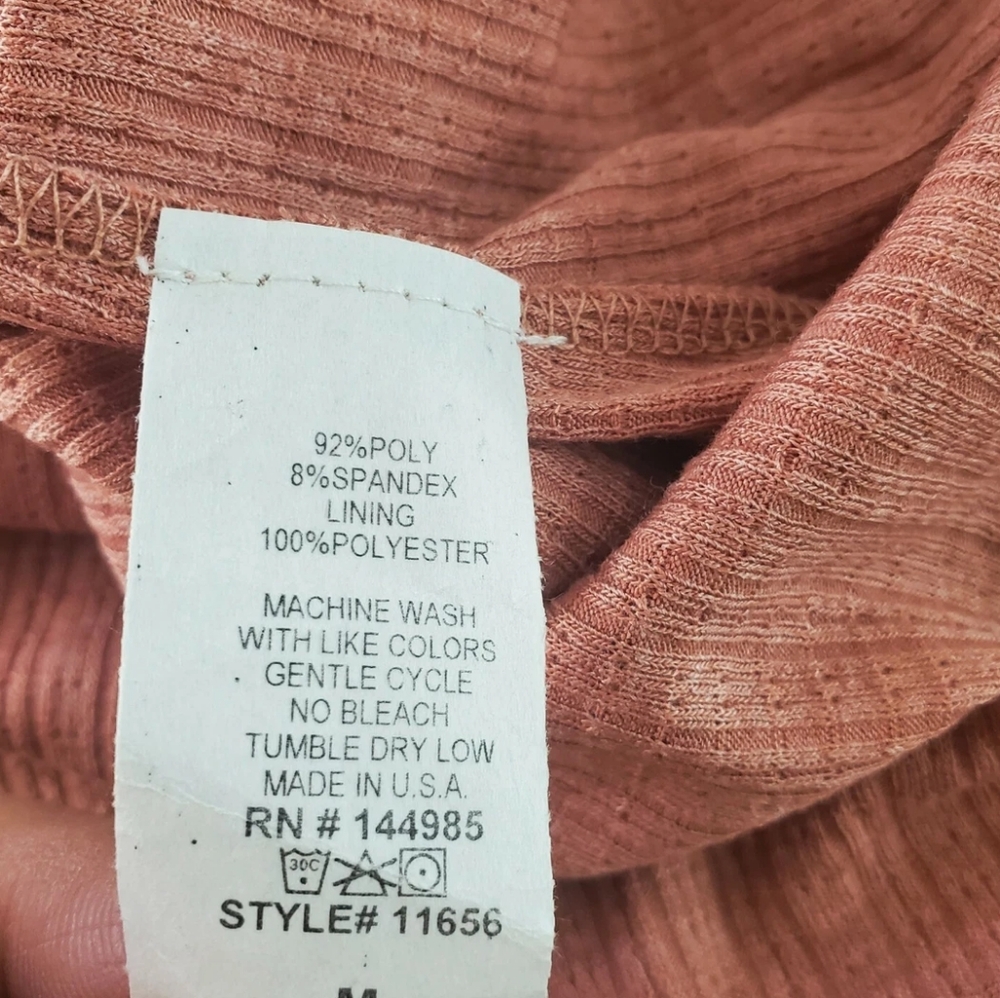 92%POLY
8%SPANDEX
LINING
100%POLYESTER
MACHINE WASH
WITH LIKE COLORS
GENTLE CYCLE
NO BLEACH
TUMBLE DRY LOW
MADE IN U.S.A.
RN # 144985
30C
STYLE# 11656
M